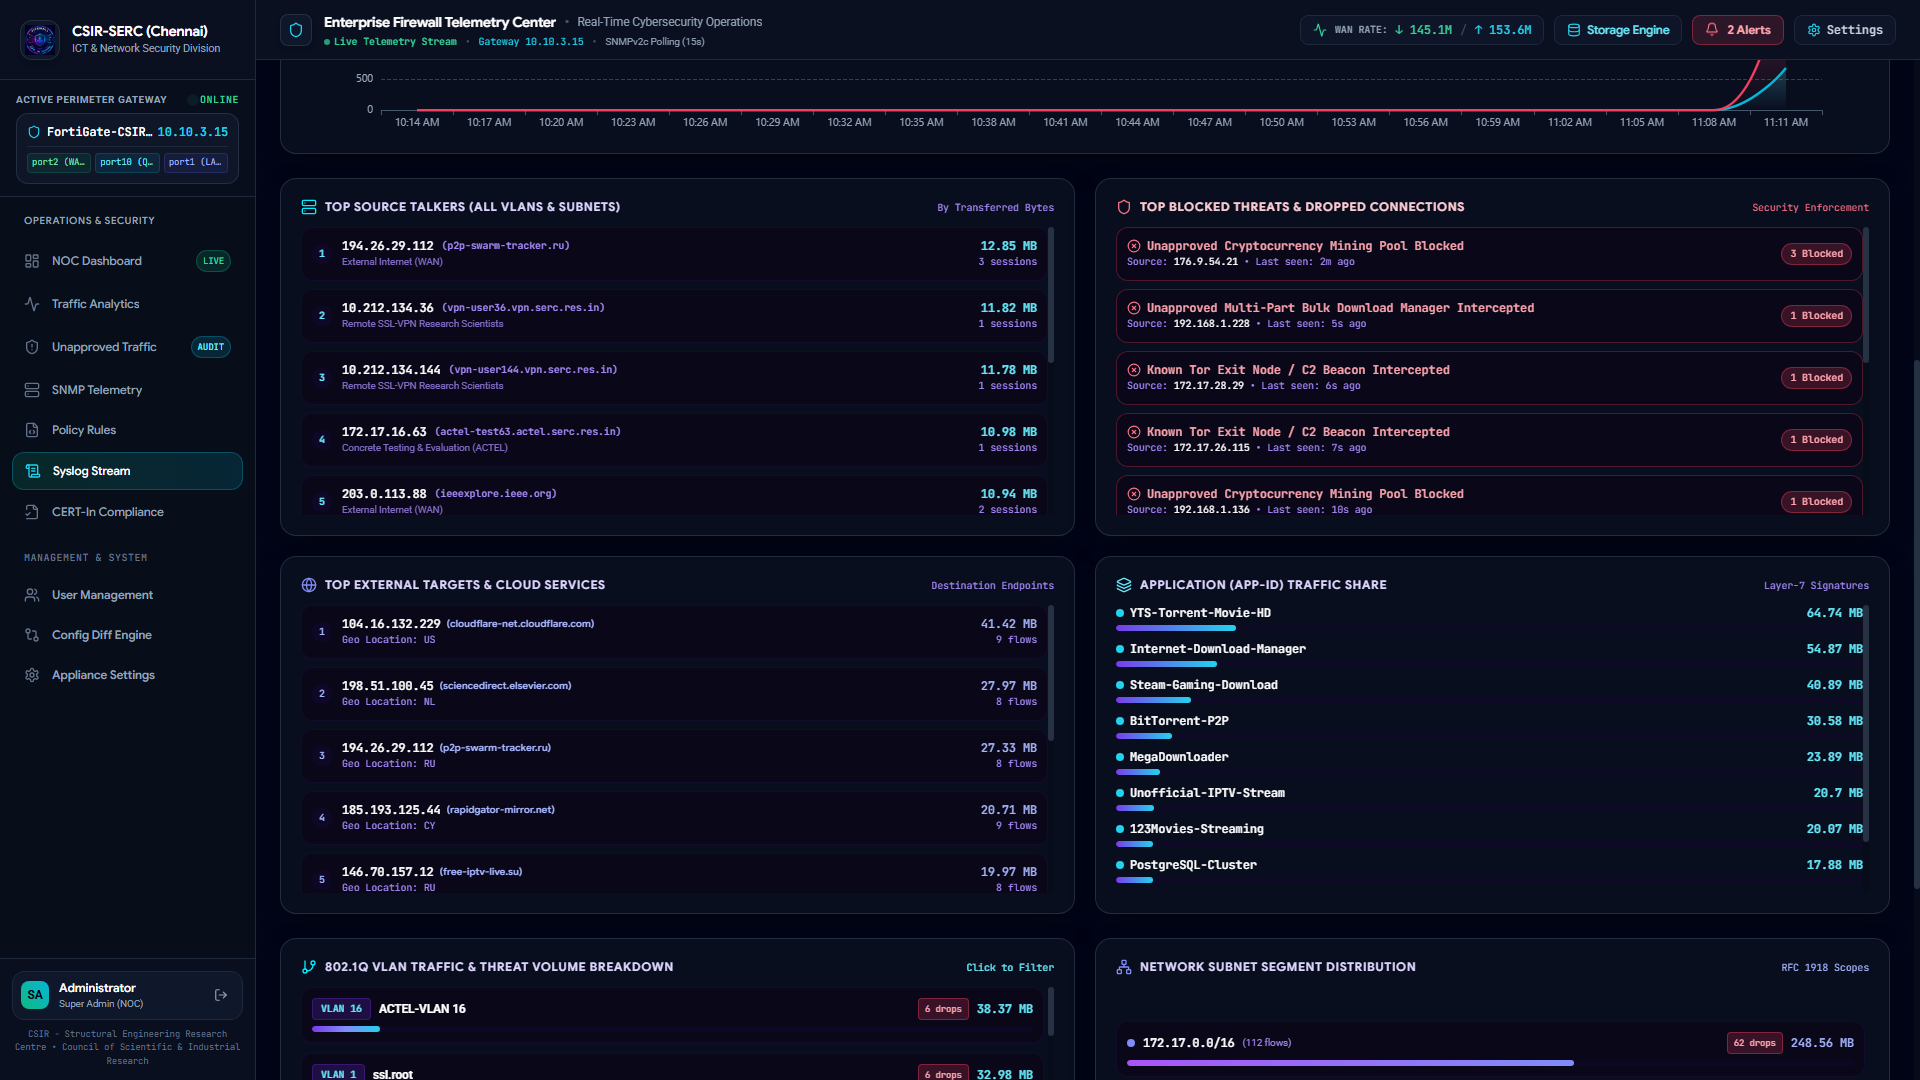 CSIR-SERC (Chennai)
ICT & Network Security Division
ACTIVE PERIMETER GATEWAY
ONLINE
FortiGate-CSIR… 10.10.3.15
port2 (WA… port10 (Q… port1 (LA…
OPERATIONS & SECURITY
NOC Dashboard LIVE
Traffic Analytics
Unapproved Traffic AUDIT
SNMP Telemetry
Policy Rules
Syslog Stream
CERT-In Compliance
MANAGEMENT & SYSTEM
User Management
Config Diff Engine
Appliance Settings
SA
Administrator
Super Admin (NOC)
CSIR - Structural Engineering Research
Centre • Council of Scientific & Industrial
Research
Enterprise Firewall Telemetry Center • Real-Time Cybersecurity Operations
Live Telemetry Stream • Gateway 10.10.3.15 • SNMPv2c Polling (15s)
WAN RATE: ↓ 145.1M / ↑ 153.6M
Storage Engine
2 Alerts
Settings
500
0
10:14 AM 10:17 AM 10:20 AM 10:23 AM 10:26 AM 10:29 AM 10:32 AM 10:35 AM 10:38 AM 10:41 AM 10:44 AM 10:47 AM 10:50 AM 10:53 AM 10:56 AM 10:59 AM 11:02 AM 11:05 AM 11:08 AM 11:11 AM
TOP SOURCE TALKERS (ALL VLANS & SUBNETS) By Transferred Bytes
1 194.26.29.112 (p2p-swarm-tracker.ru) 12.85 MB
External Internet (WAN) 3 sessions
2 10.212.134.36 (vpn-user36.vpn.serc.res.in) 11.82 MB
Remote SSL-VPN Research Scientists 1 sessions
3 10.212.134.144 (vpn-user144.vpn.serc.res.in) 11.78 MB
Remote SSL-VPN Research Scientists 1 sessions
4 172.17.16.63 (actel-test63.actel.serc.res.in) 10.98 MB
Concrete Testing & Evaluation (ACTEL) 1 sessions
5 203.0.113.88 (ieeexplore.ieee.org) 10.94 MB
External Internet (WAN) 2 sessions
TOP BLOCKED THREATS & DROPPED CONNECTIONS Security Enforcement
Unapproved Cryptocurrency Mining Pool Blocked
Source: 176.9.54.21 • Last seen: 2m ago
3 Blocked
Unapproved Multi-Part Bulk Download Manager Intercepted
Source: 192.168.1.228 • Last seen: 5s ago
1 Blocked
Known Tor Exit Node / C2 Beacon Intercepted
Source: 172.17.28.29 • Last seen: 6s ago
1 Blocked
Known Tor Exit Node / C2 Beacon Intercepted
Source: 172.17.26.115 • Last seen: 7s ago
1 Blocked
Unapproved Cryptocurrency Mining Pool Blocked
Source: 192.168.1.136 • Last seen: 10s ago
1 Blocked
TOP EXTERNAL TARGETS & CLOUD SERVICES Destination Endpoints
1 104.16.132.229 (cloudflare-net.cloudflare.com) 41.42 MB
Geo Location: US 9 flows
2 198.51.100.45 (sciencedirect.elsevier.com) 27.97 MB
Geo Location: NL 8 flows
3 194.26.29.112 (p2p-swarm-tracker.ru) 27.33 MB
Geo Location: RU 8 flows
4 185.193.125.44 (rapidgator-mirror.net) 20.71 MB
Geo Location: CY 9 flows
5 146.70.157.12 (free-iptv-live.su) 19.97 MB
Geo Location: RU 8 flows
APPLICATION (APP-ID) TRAFFIC SHARE Layer-7 Signatures
YTS-Torrent-Movie-HD 64.74 MB
Internet-Download-Manager 54.87 MB
Steam-Gaming-Download 40.89 MB
BitTorrent-P2P 30.58 MB
MegaDownloader 23.89 MB
Unofficial-IPTV-Stream 20.7 MB
123Movies-Streaming 20.07 MB
PostgreSQL-Cluster 17.88 MB
802.1Q VLAN TRAFFIC & THREAT VOLUME BREAKDOWN Click to Filter
VLAN 16 ACTEL-VLAN 16 6 drops 38.37 MB
VLAN 1 ssl.root 6 drops 32.98 MB
NETWORK SUBNET SEGMENT DISTRIBUTION RFC 1918 Scopes
172.17.0.0/16 (112 flows) 62 drops 248.56 MB